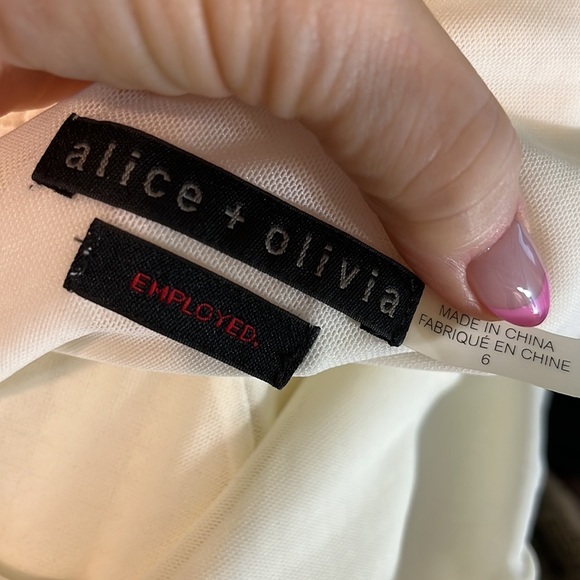 alice + olivia
EMPLOYED.
MADE IN CHINA
FABRIQUÉ EN CHINE
6